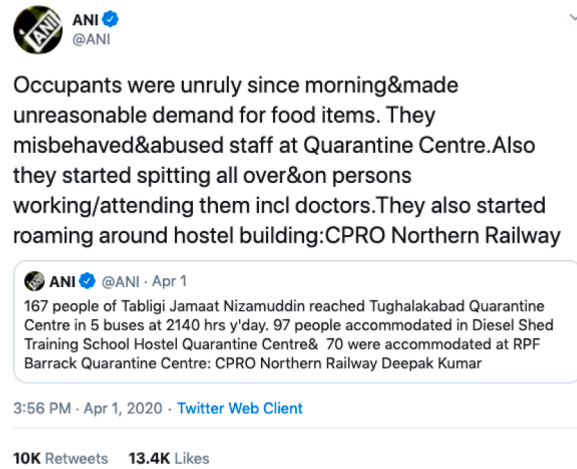 ANI
ANI
@ANI
Occupants were unruly since morning&made
unreasonable demand for food items. They
misbehaved&abused staff at Quarantine Centre.Also
they started spitting all over&on persons
working/attending them incl doctors.They also started
roaming around hostel building:CPRO Northern Railway
ANI ANI @ANI · Apr 1
167 people of Tabligi Jamaat Nizamuddin reached Tughalakabad Quarantine
Centre in 5 buses at 2140 hrs y'day. 97 people accommodated in Diesel Shed
Training School Hostel Quarantine Centre&  70 were accommodated at RPF
Barrack Quarantine Centre: CPRO Northern Railway Deepak Kumar
3:56 PM · Apr 1, 2020 · Twitter Web Client
10K Retweets 13.4K Likes